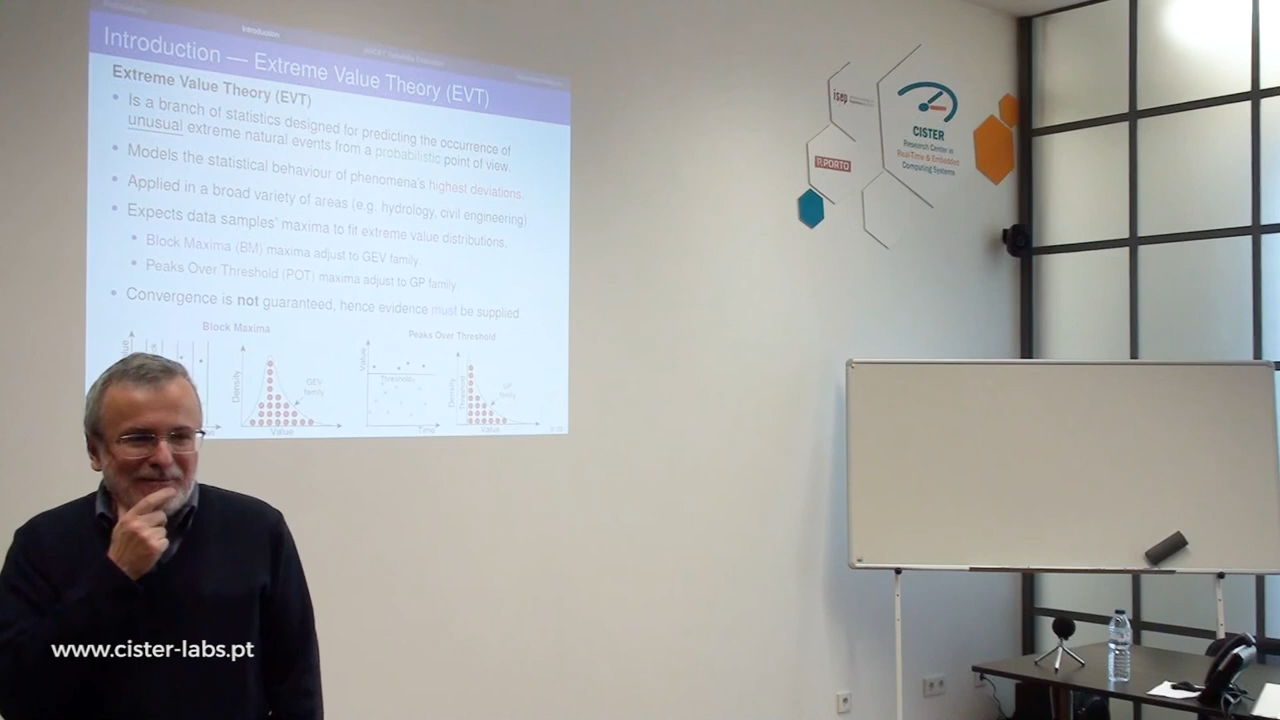 Introduction
Introduction — Extreme Value Theory (EVT)
Extreme Value Theory (EVT)
• Is a branch of statistics designed for predicting the occurrence of
unusual extreme natural events from a probabilistic point of view.
• Models the statistical behaviour of phenomena's highest deviations.
• Applied in a broad variety of areas (e.g. hydrology, civil engineering)
• Expects data samples' maxima to fit extreme value distributions.
• Block Maxima (BM) maxima adjust to GEV family
• Peaks Over Threshold (POT) maxima adjust to GP family
• Convergence is not guaranteed, hence evidence must be supplied
Block Maxima
Peaks Over Threshold
Density
GEV
family
Value
Value
Threshold
Time
Density
Threshold
GP
family
Value
isep
U.PORTO
CISTER
Research Center in
Real-Time & Embedded
Computing Systems
www.cister-labs.pt